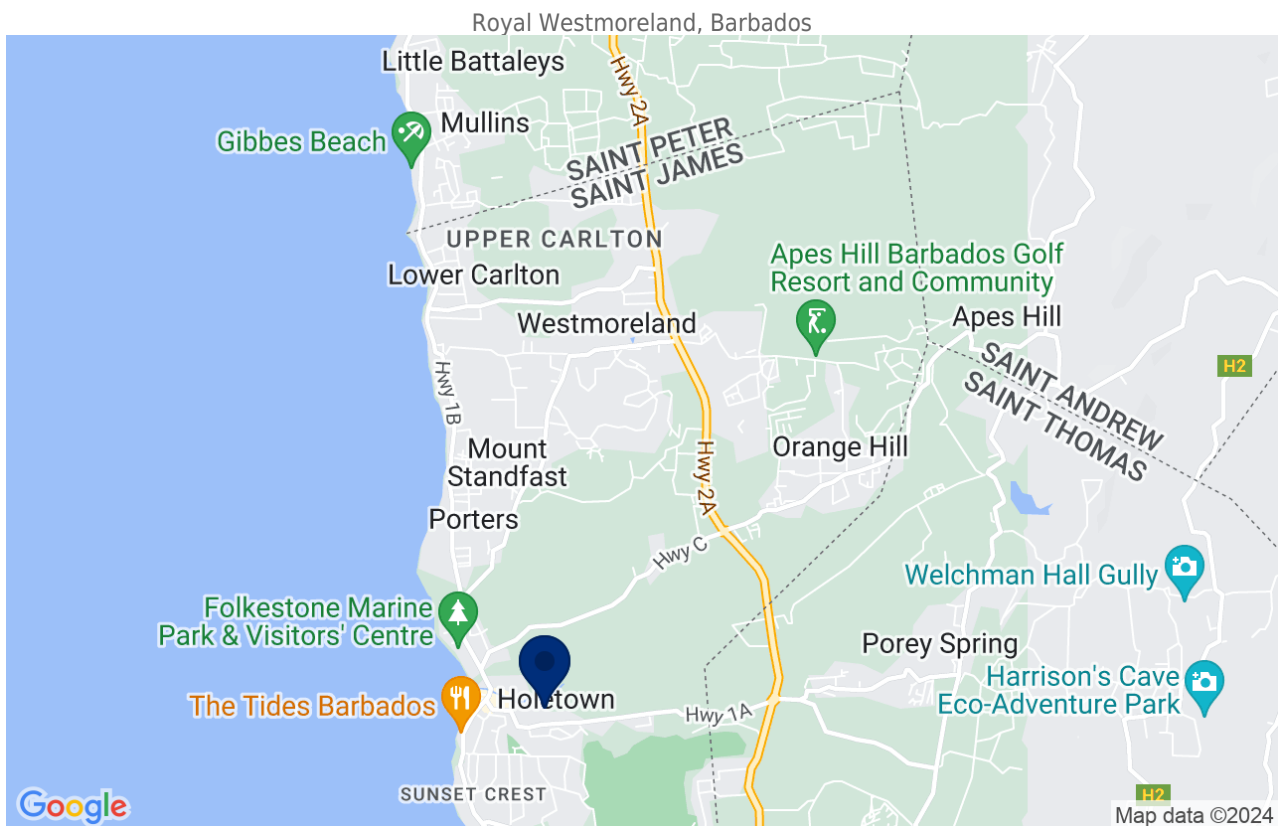 Royal Westmoreland, Barbados
Little Battaleys
Hwy 2A
Gibbes Beach
Mullins
SAINT PETER
SAINT JAMES
UPPER CARLTON
Apes Hill Barbados Golf
Resort and Community
Lower Carlton
Westmoreland
Apes Hill
Hwy 1B
SAINT ANDREW
SAINT THOMAS
H2
Mount
Standfast
Orange Hill
Hwy 2A
Porters
Hwy C
Welchman Hall Gully
Folkestone Marine
Park & Visitors' Centre
Porey Spring
Harrison's Cave
Eco-Adventure Park
The Tides Barbados
Holetown
Hwy 1A
SUNSET CREST
H2
Google
Map data ©2024